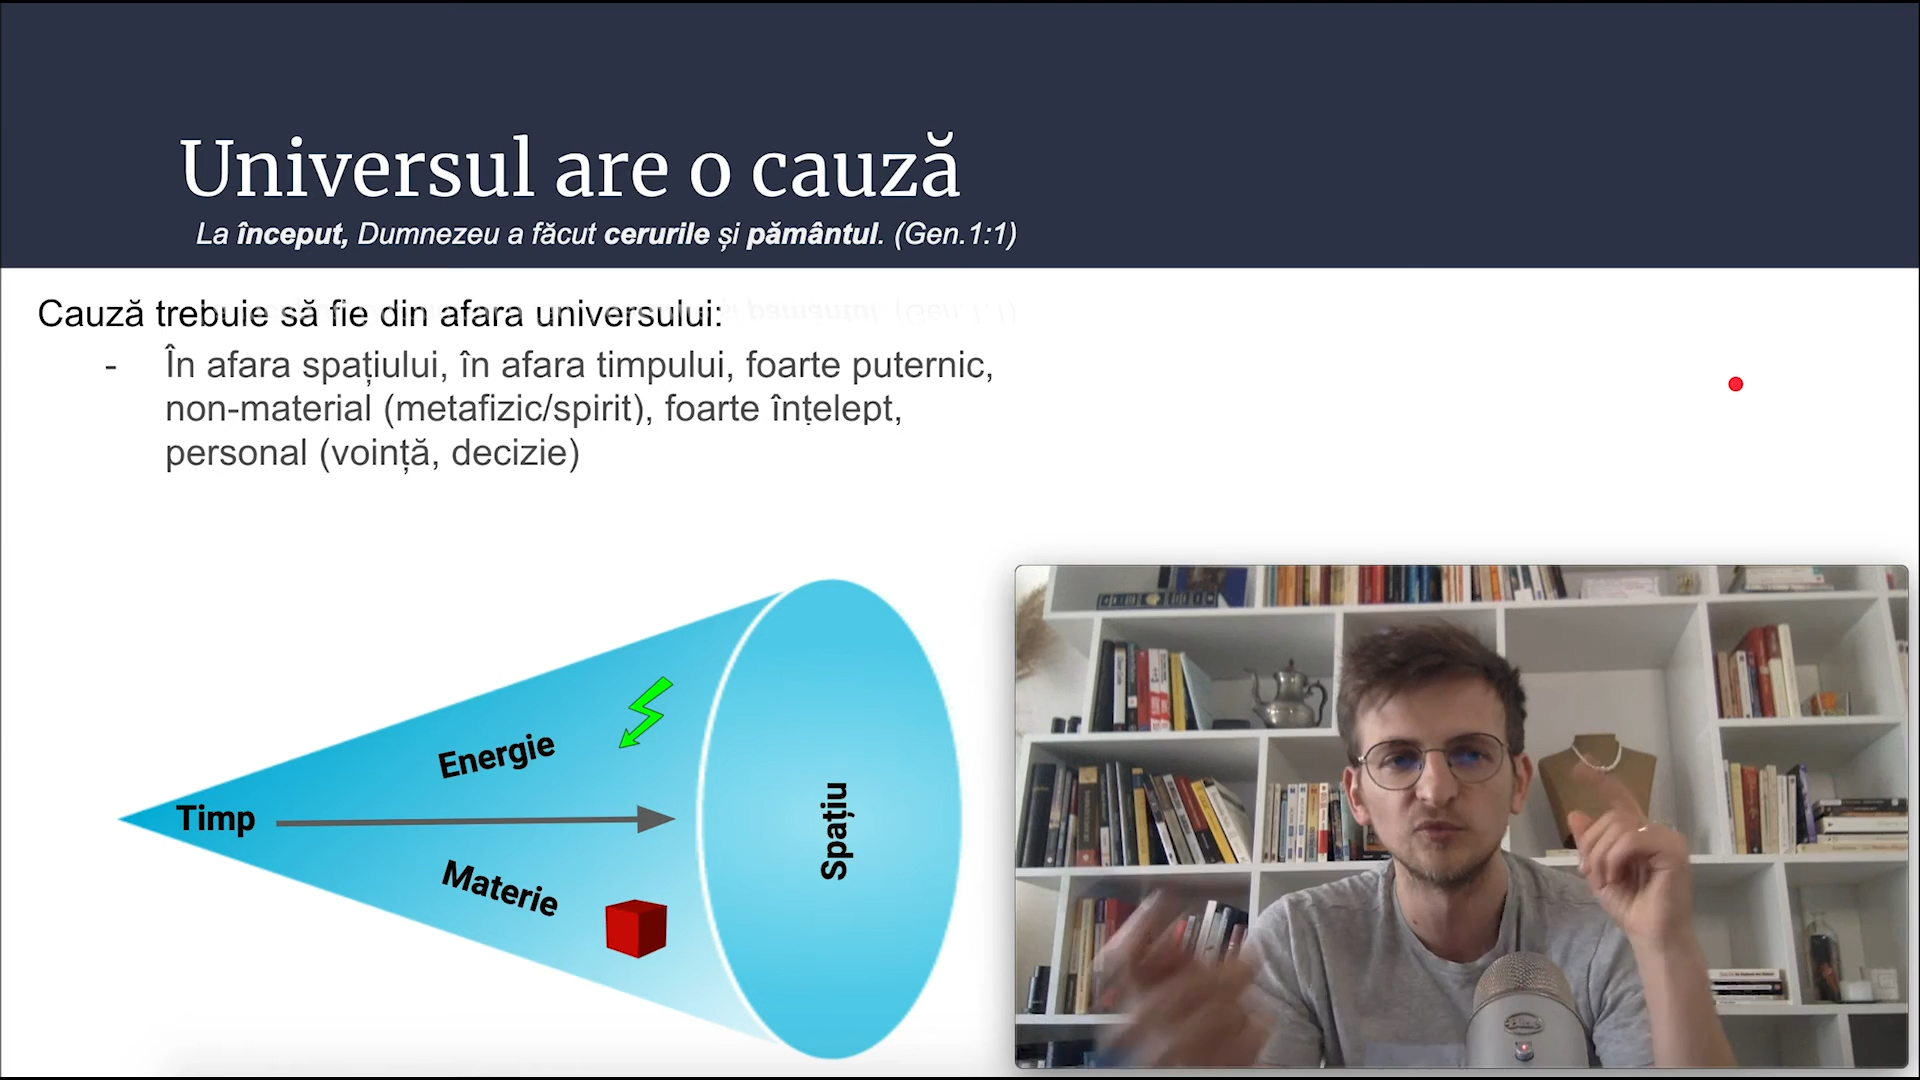 Universul are o cauză
La început, Dumnezeu a făcut cerurile și pământul. (Gen.1:1)
Cauză trebuie să fie din afara universului:
- În afara spațiului, în afara timpului, foarte puternic,
non-material (metafizic/spirit), foarte înțelept,
personal (voință, decizie)
Energie
Timp
Spațiu
Materie